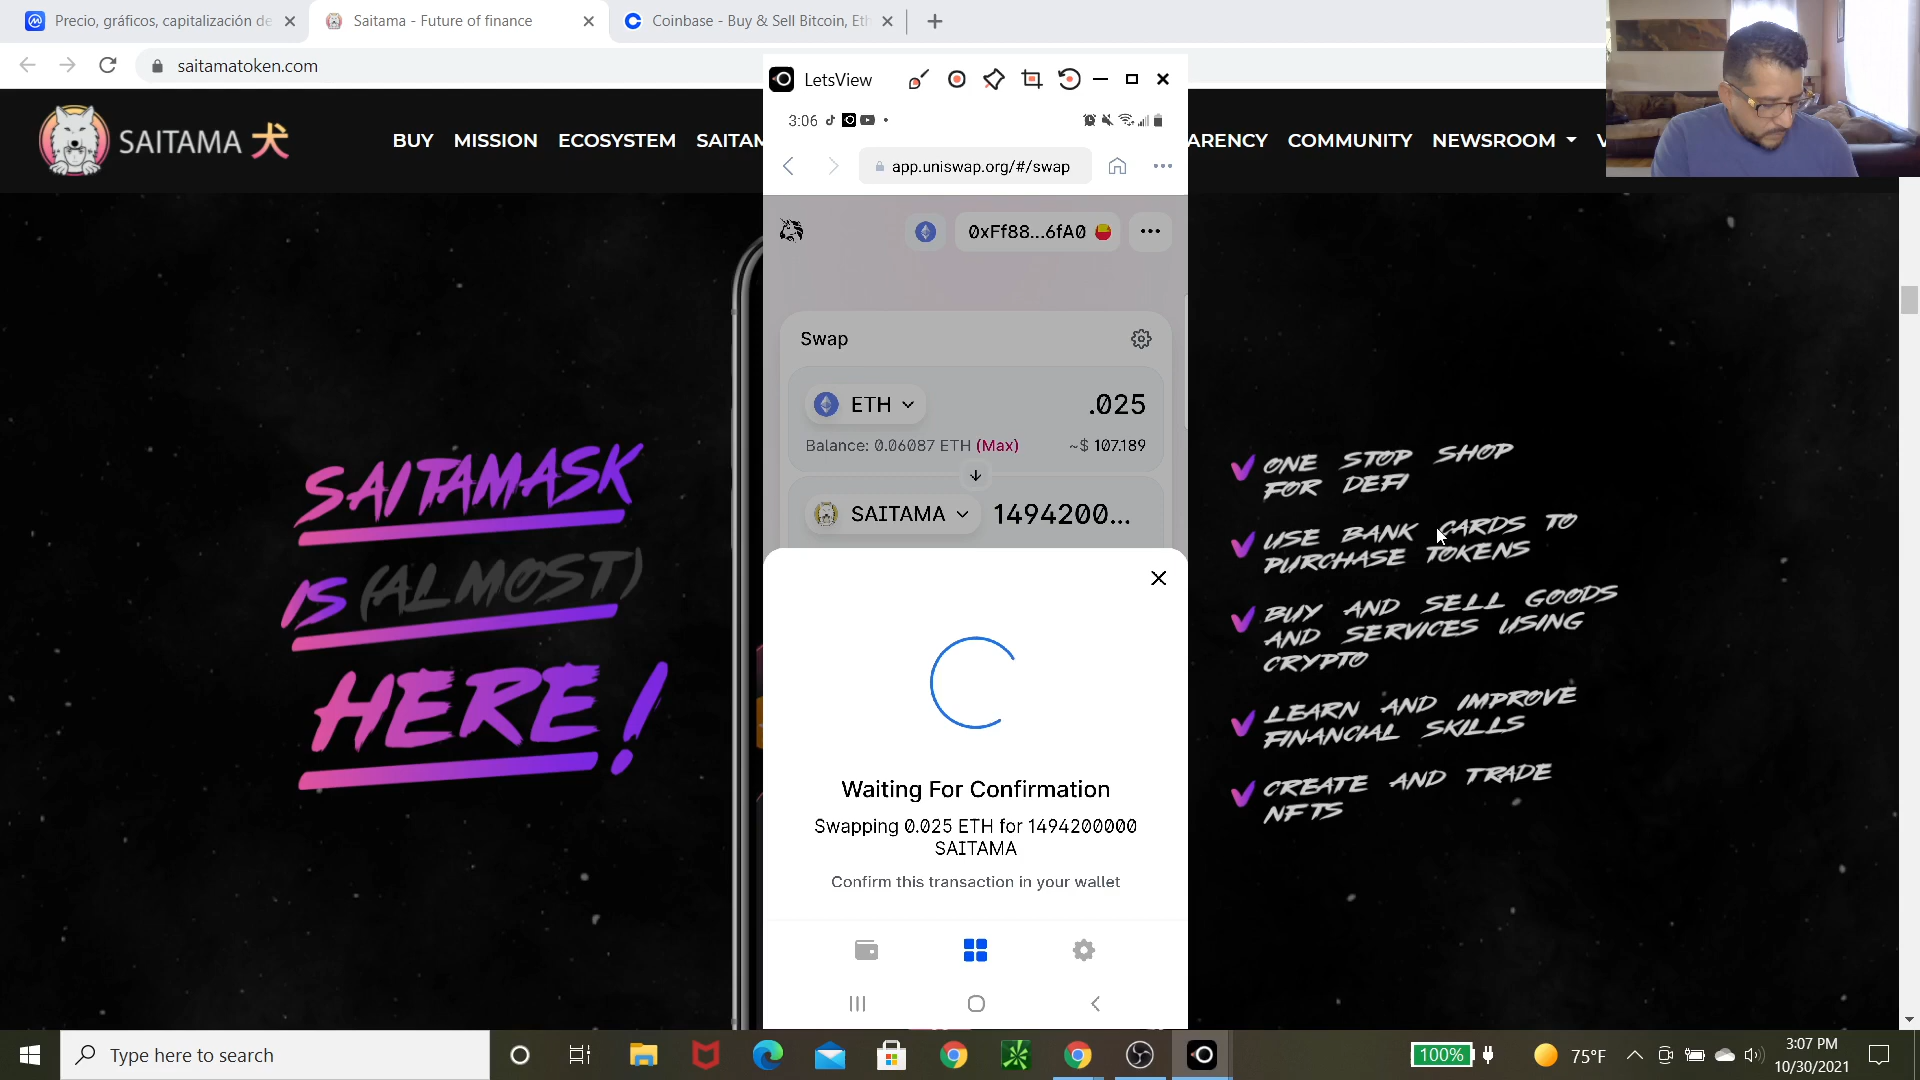 Precio, gráficos, capitalización de
Saitama - Future of finance
Coinbase - Buy & Sell Bitcoin, Eth
saitamatoken.com
SAITAMA 犬
BUY MISSION ECOSYSTEM SAITAM
ARENCY COMMUNITY NEWSROOM V
LetsView
3:06
app.uniswap.org/#/swap
0xFf88...6fA0
Swap
ETH .025
Balance: 0.06087 ETH (Max) ~$ 107.189
SAITAMA 1494200...
Waiting For Confirmation
Swapping 0.025 ETH for 1494200000
SAITAMA
Confirm this transaction in your wallet
SAITAMASK
IS (ALMOST)
HERE!
ONE STOP SHOP
FOR DEFI
USE BANK CARDS TO
PURCHASE TOKENS
BUY AND SELL GOODS
AND SERVICES USING
CRYPTO
LEARN AND IMPROVE
FINANCIAL SKILLS
CREATE AND TRADE
NFTS
Type here to search
100%
75°F
3:07 PM
10/30/2021